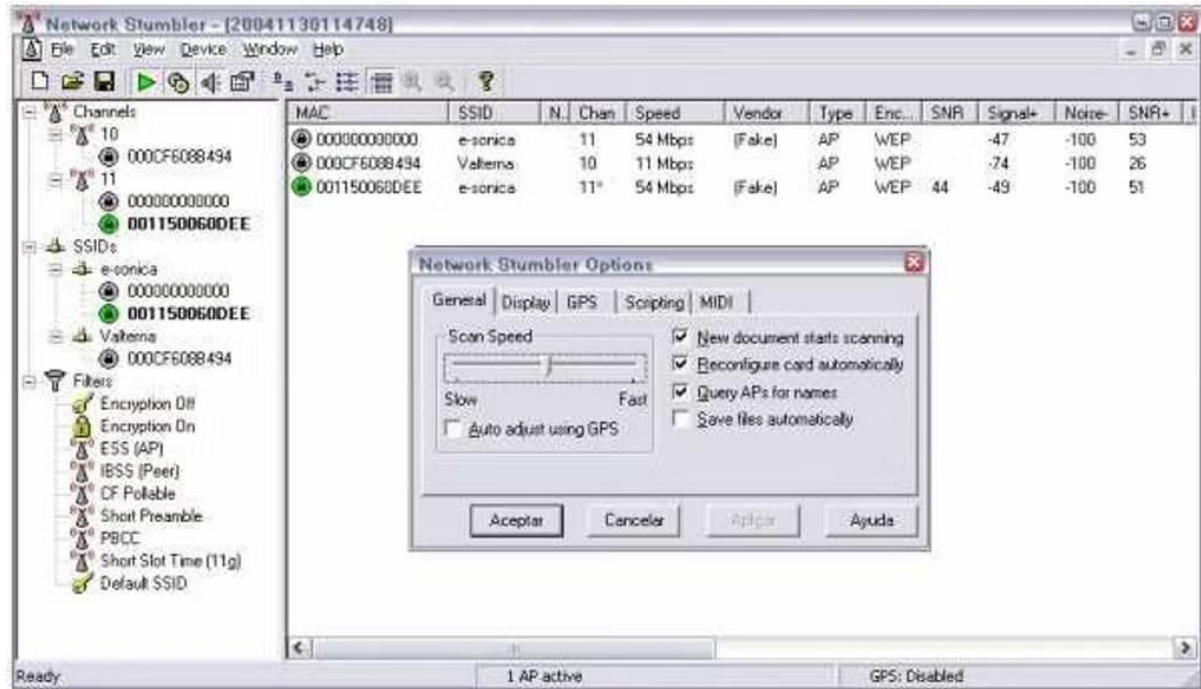 Network Stumbler - [20041130114748]
File Edit View Device Window Help
Channels
10
000CF608B494
11
000000000000
001150060DEE
SSIDs
e-sonica
000000000000
001150060DEE
Valterna
000CF608B494
Filters
Encryption Off
Encryption On
ESS (AP)
IBSS (Peer)
CF Pollable
Short Preamble
PBCC
Short Slot Time (11g)
Default SSID
MAC SSID N. Chan Speed Vendor Type Enc... SNR Signal+ Noise- SNR+
000000000000 e-sonica 11 54 Mbps (Fake) AP WEP -47 -100 53
000CF608B494 Valterna 10 11 Mbps AP WEP -74 -100 26
001150060DEE e-sonica 11* 54 Mbps (Fake) AP WEP 44 -49 -100 51
Network Stumbler Options
General Display GPS Scripting MIDI
Scan Speed
Slow Fast
Auto adjust using GPS
New document starts scanning
Reconfigure card automatically
Query APs for names
Save files automatically
Aceptar Cancelar Aplicar Ayuda
Ready 1 AP active GPS: Disabled